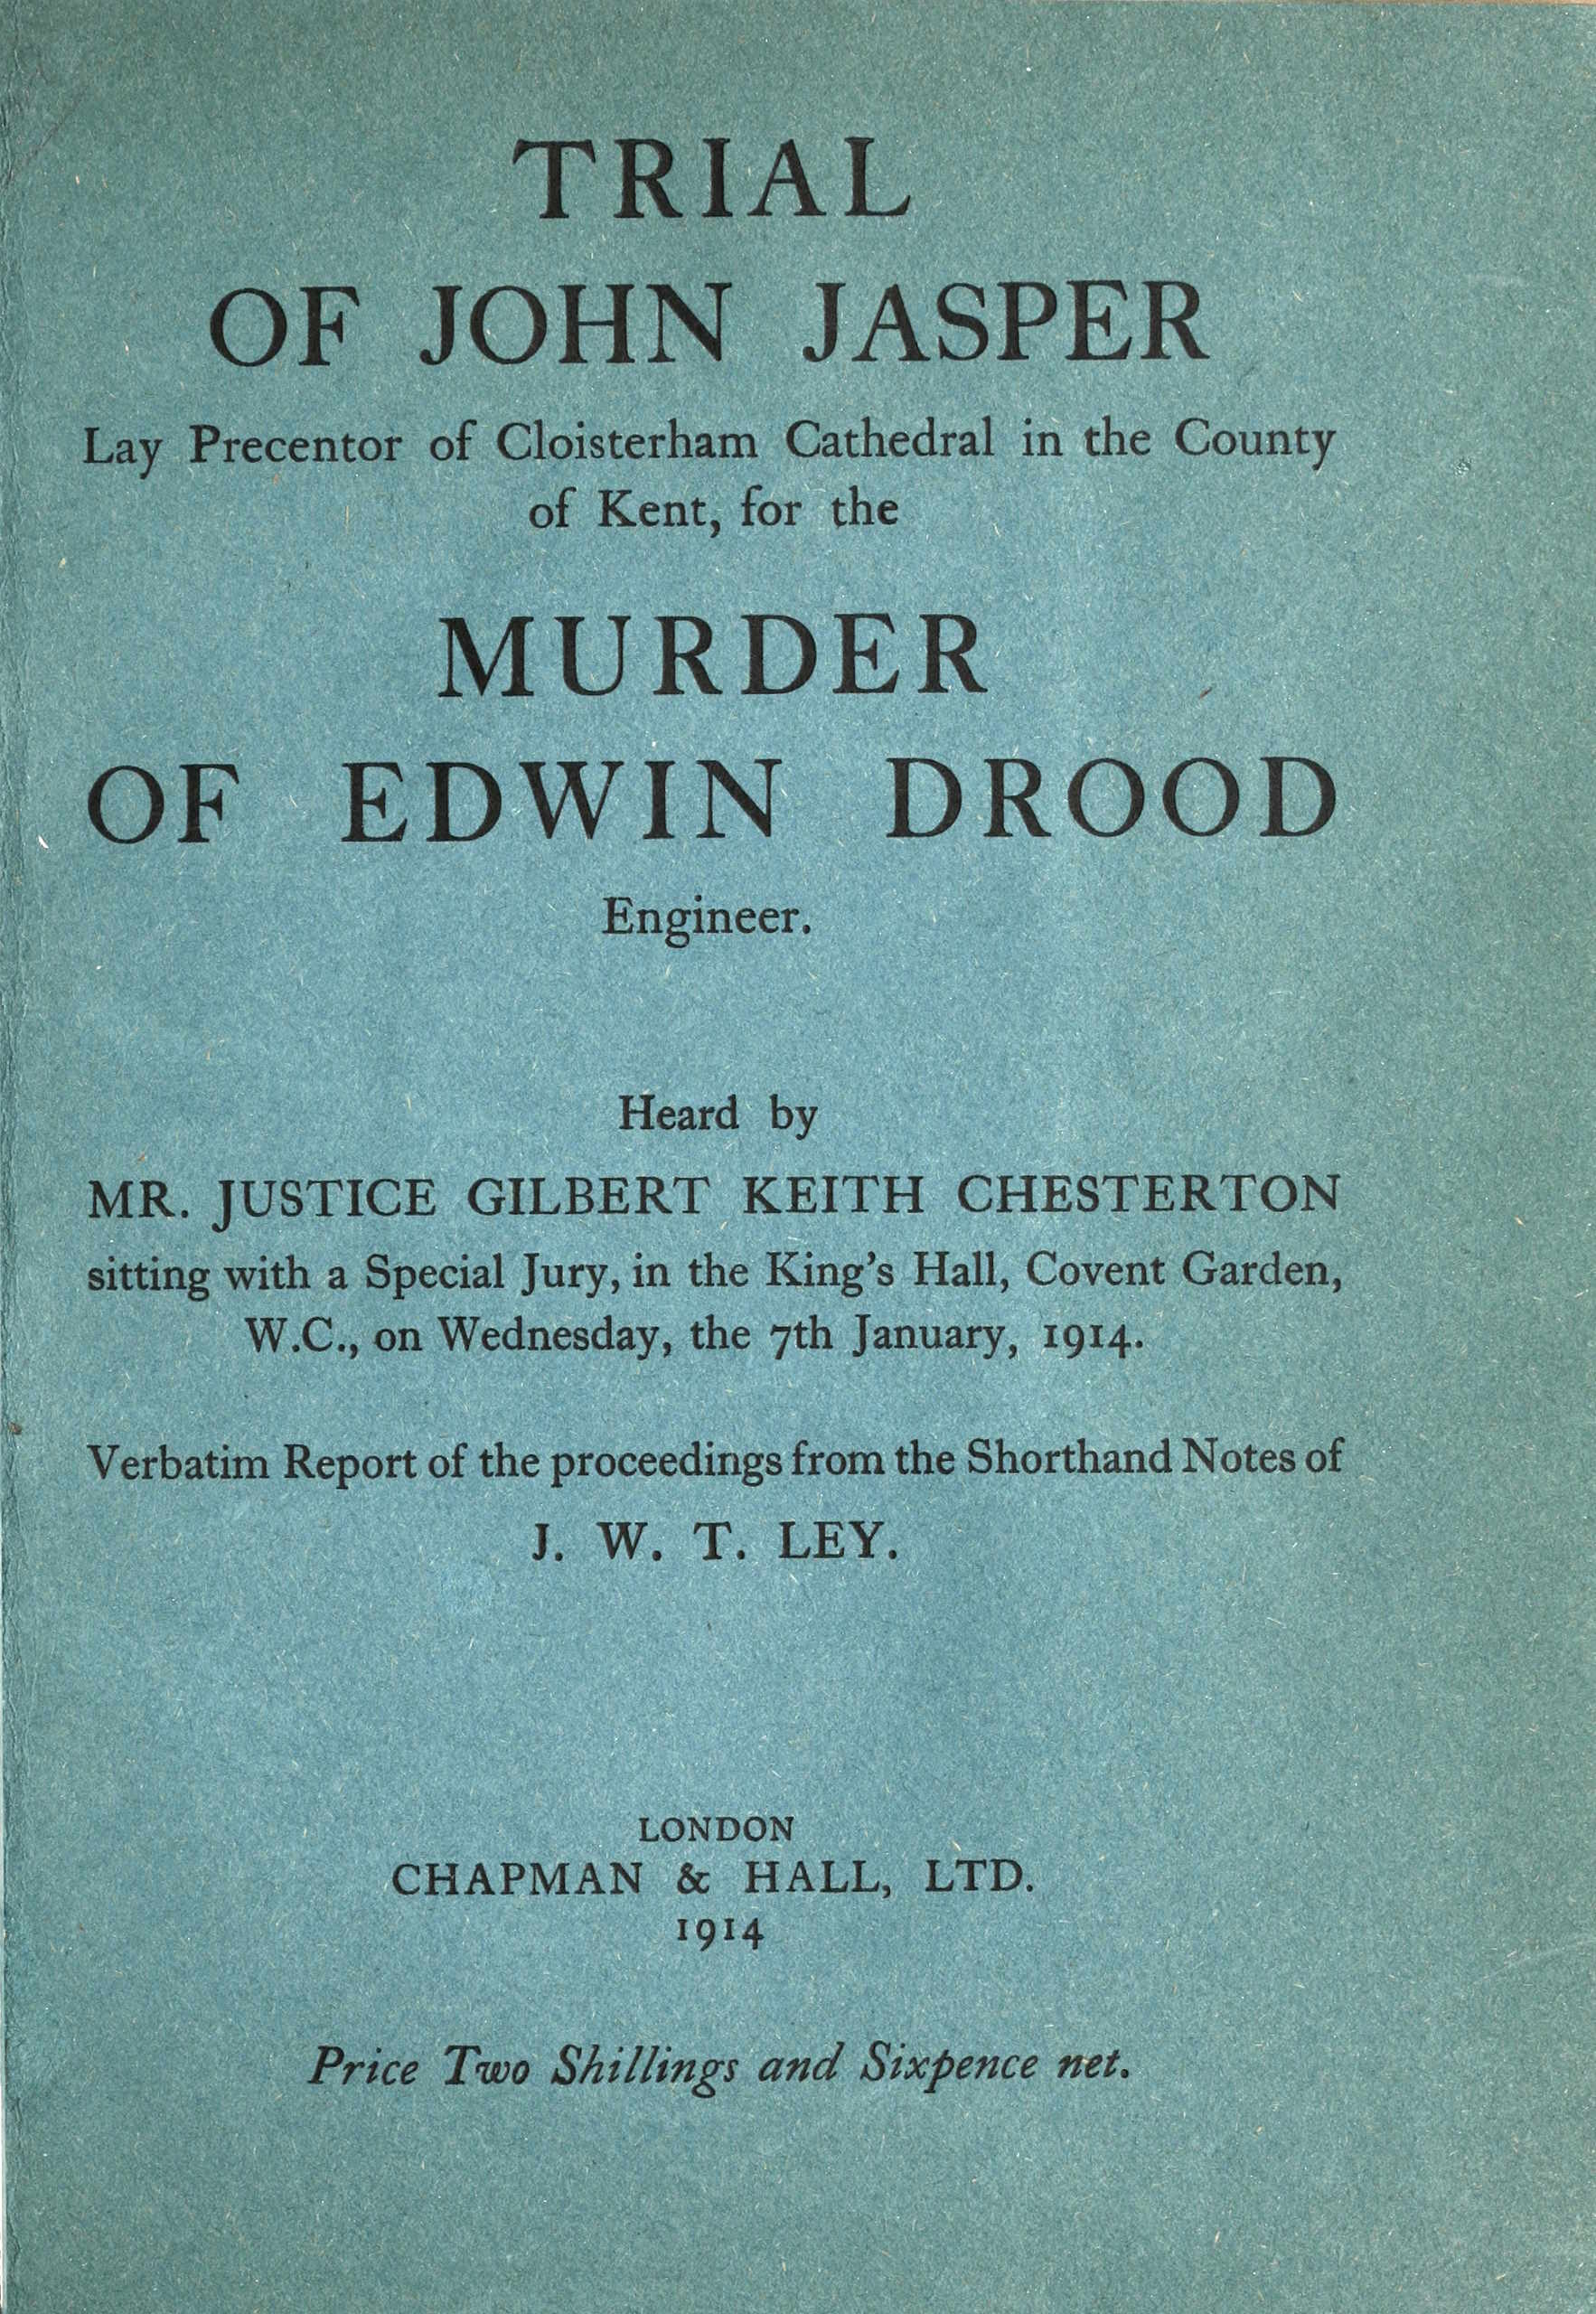 TRIAL
OF JOHN JASPER
Lay Precentor of Cloisterham Cathedral in the County
of Kent, for the
MURDER
OF EDWIN DROOD
Engineer.
Heard by
MR. JUSTICE GILBERT KEITH CHESTERTON
sitting with a Special Jury, in the King's Hall, Covent Garden,
W.C., on Wednesday, the 7th January, 1914.
Verbatim Report of the proceedings from the Shorthand Notes of
J. W. T. LEY.
LONDON
CHAPMAN & HALL, LTD.
1914
Price Two Shillings and Sixpence net.